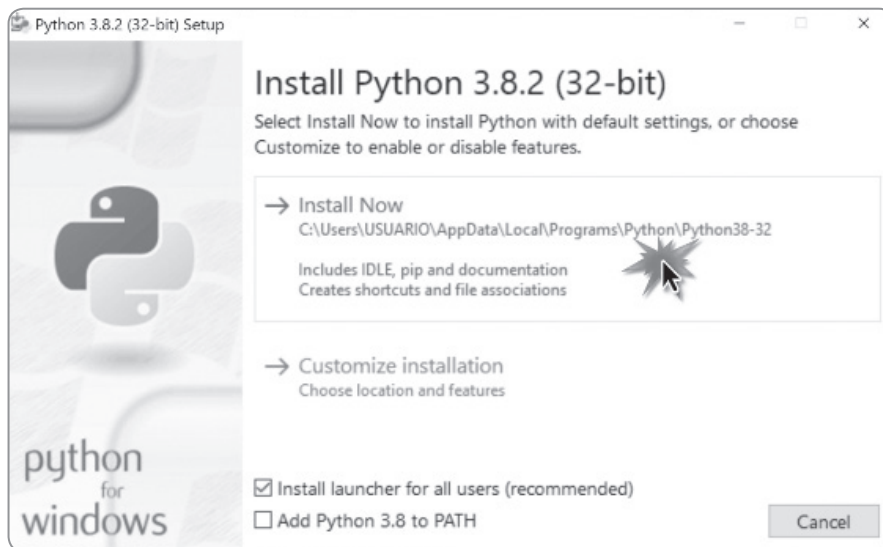 Python 3.8.2 (32-bit) Setup
Install Python 3.8.2 (32-bit)
Select Install Now to install Python with default settings, or choose
Customize to enable or disable features.
Install Now
C:\Users\USUARIO\AppData\Local\Programs\Python\Python38-32
Includes IDLE, pip and documentation
Creates shortcuts and file associations
Customize installation
Choose location and features
python
for
windows
Install launcher for all users (recommended)
Add Python 3.8 to PATH
Cancel